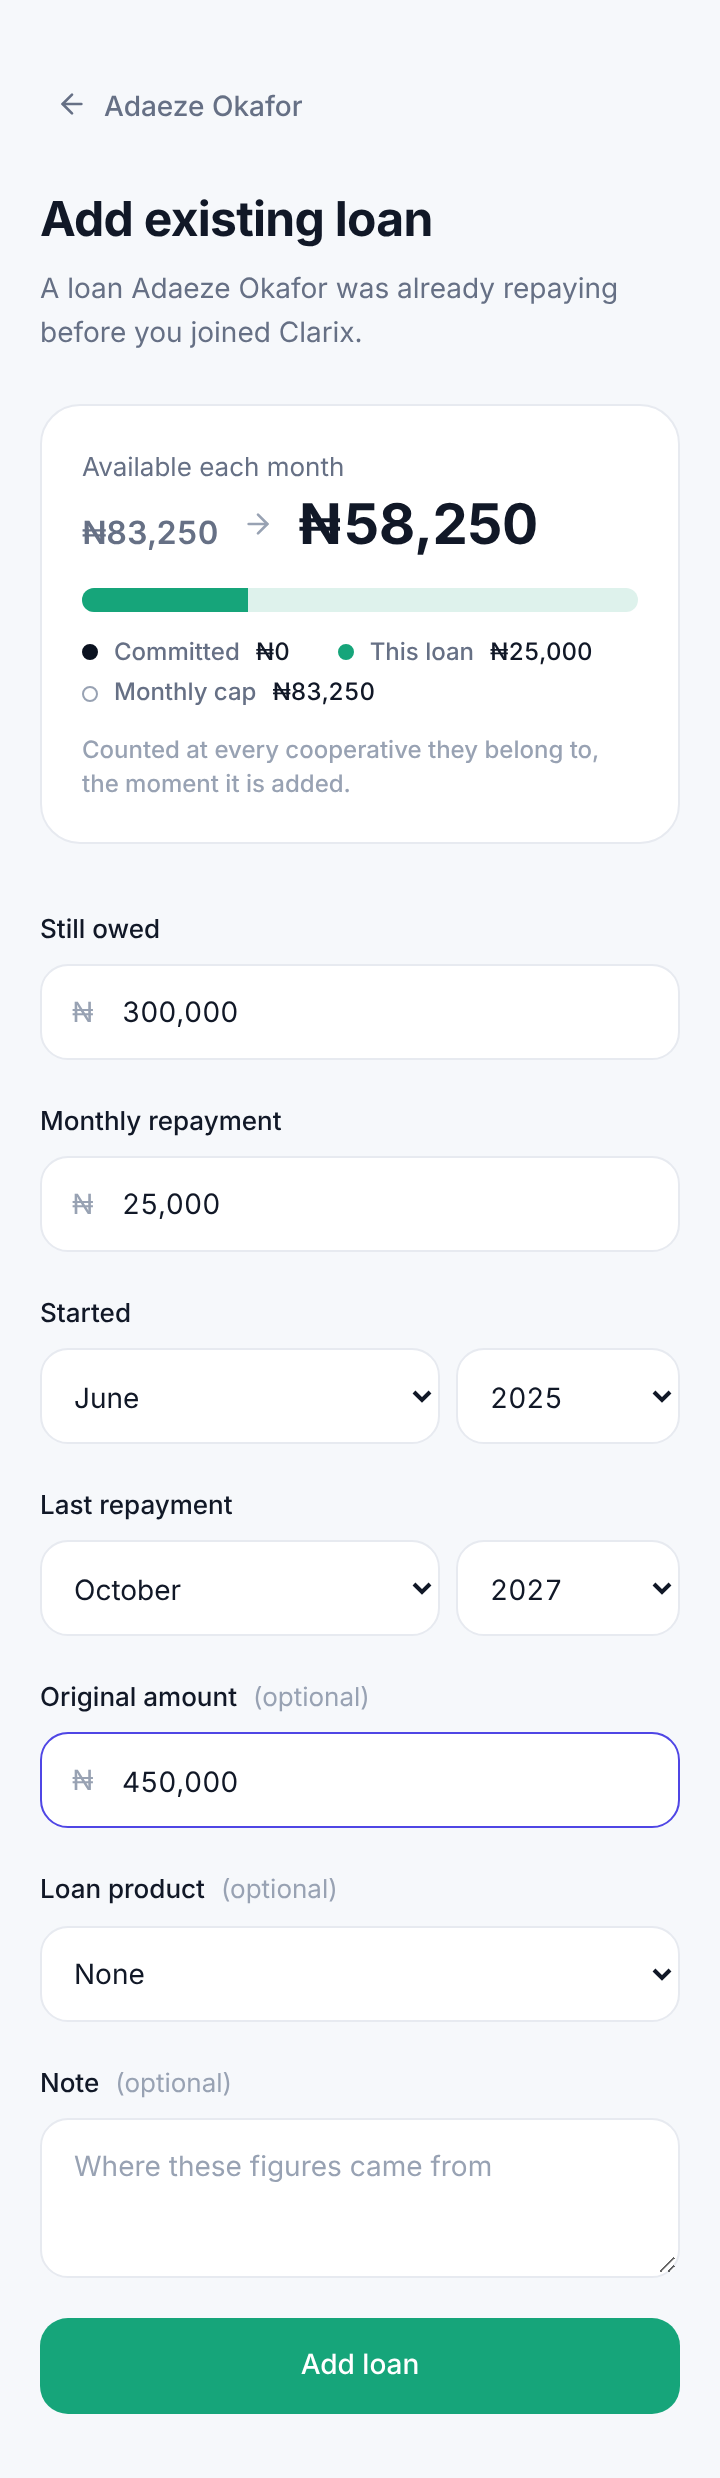 Adaeze Okafor
Add existing loan
A loan Adaeze Okafor was already repaying
before you joined Clarix.
Available each month
₦83,250 → ₦58,250
Committed ₦0 This loan ₦25,000
Monthly cap ₦83,250
Counted at every cooperative they belong to,
the moment it is added.
Still owed
₦ 300,000
Monthly repayment
₦ 25,000
Started
June 2025
Last repayment
October 2027
Original amount (optional)
₦ 450,000
Loan product (optional)
None
Note (optional)
Where these figures came from
Add loan